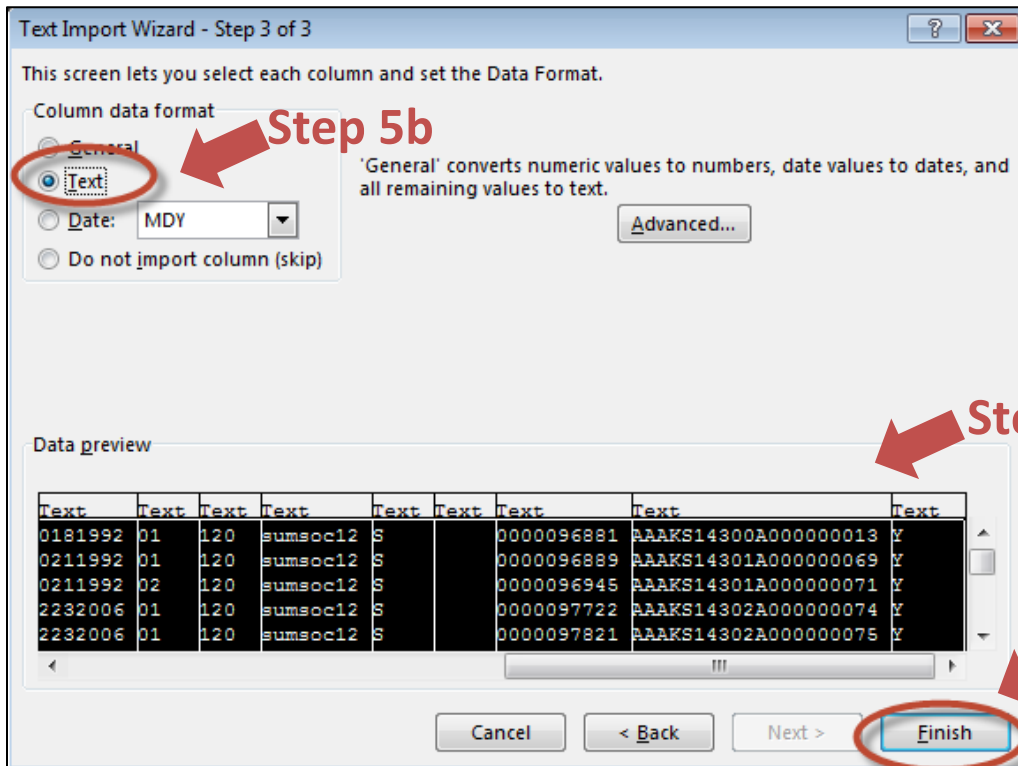 Text Import Wizard - Step 3 of 3
This screen lets you select each column and set the Data Format.
Column data format
Step 5b
General
Text
Date: MDY
Do not import column (skip)
'General' converts numeric values to numbers, date values to dates, and
all remaining values to text.
Advanced...
Ste
Data preview
Text Text Text Text Text Text Text Text Text
0181992 01 120 sumsoc12 S 0000096881 AAAKS14300A000000013 Y
0211992 01 120 sumsoc12 S 0000096889 AAAKS14301A000000069 Y
0211992 02 120 sumsoc12 S 0000096945 AAAKS14301A000000071 Y
2232006 01 120 sumsoc12 S 0000097722 AAAKS14302A000000074 Y
2232006 01 120 sumsoc12 S 0000097821 AAAKS14302A000000075 Y
Cancel
< Back
Next >
Finish